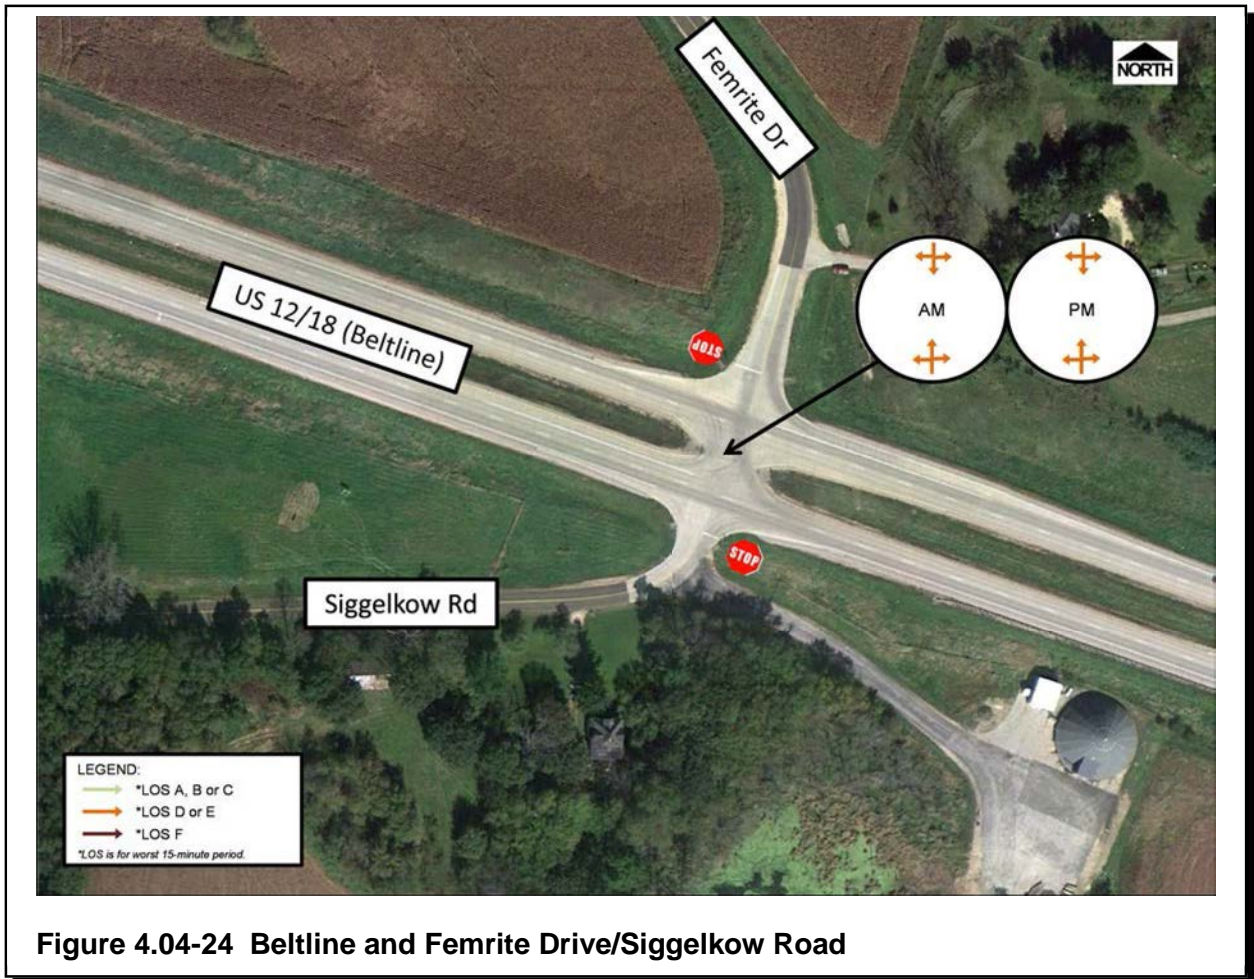 Femrite Dr
NORTH
US 12/18 (Beltline)
STOP
AM
PM
STOP
Siggelkow Rd
LEGEND:
*LOS A, B or C
*LOS D or E
*LOS F
*LOS is for worst 15-minute period.
Figure 4.04-24 Beltline and Femrite Drive/Siggelkow Road